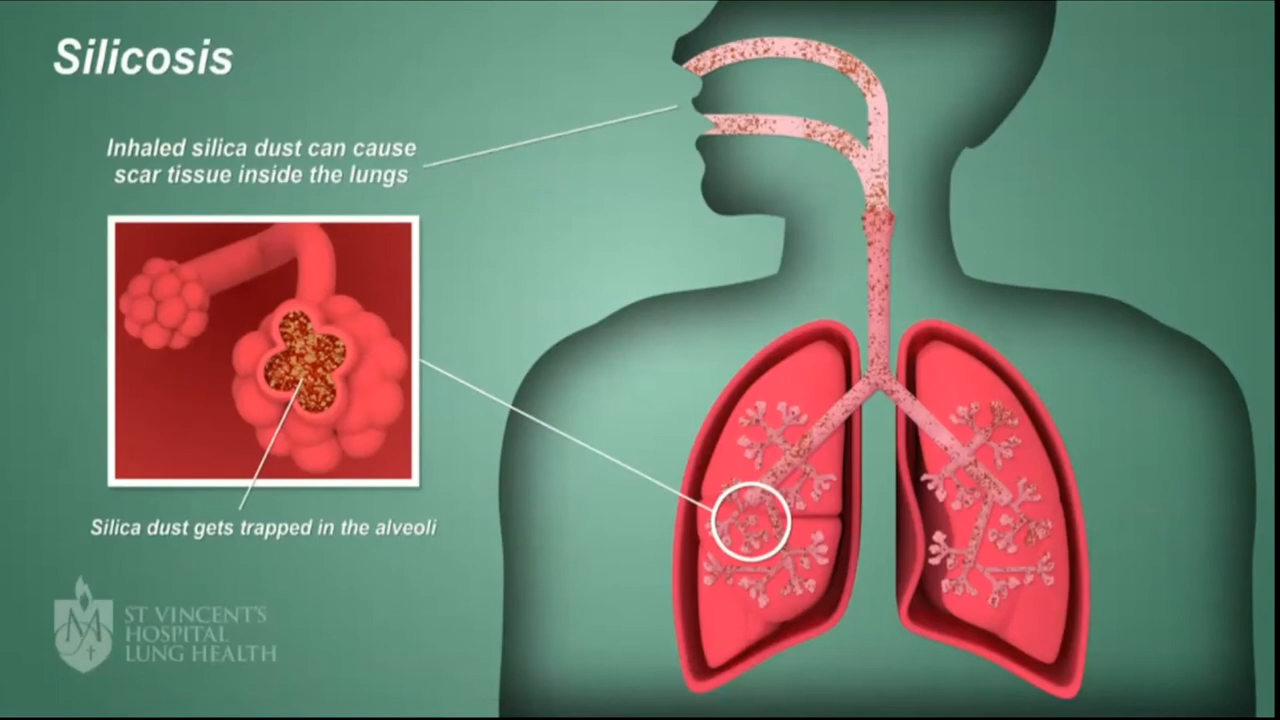 Silicosis
Inhaled silica dust can cause
scar tissue inside the lungs
Silica dust gets trapped in the alveoli
ST VINCENT'S
HOSPITAL
LUNG HEALTH